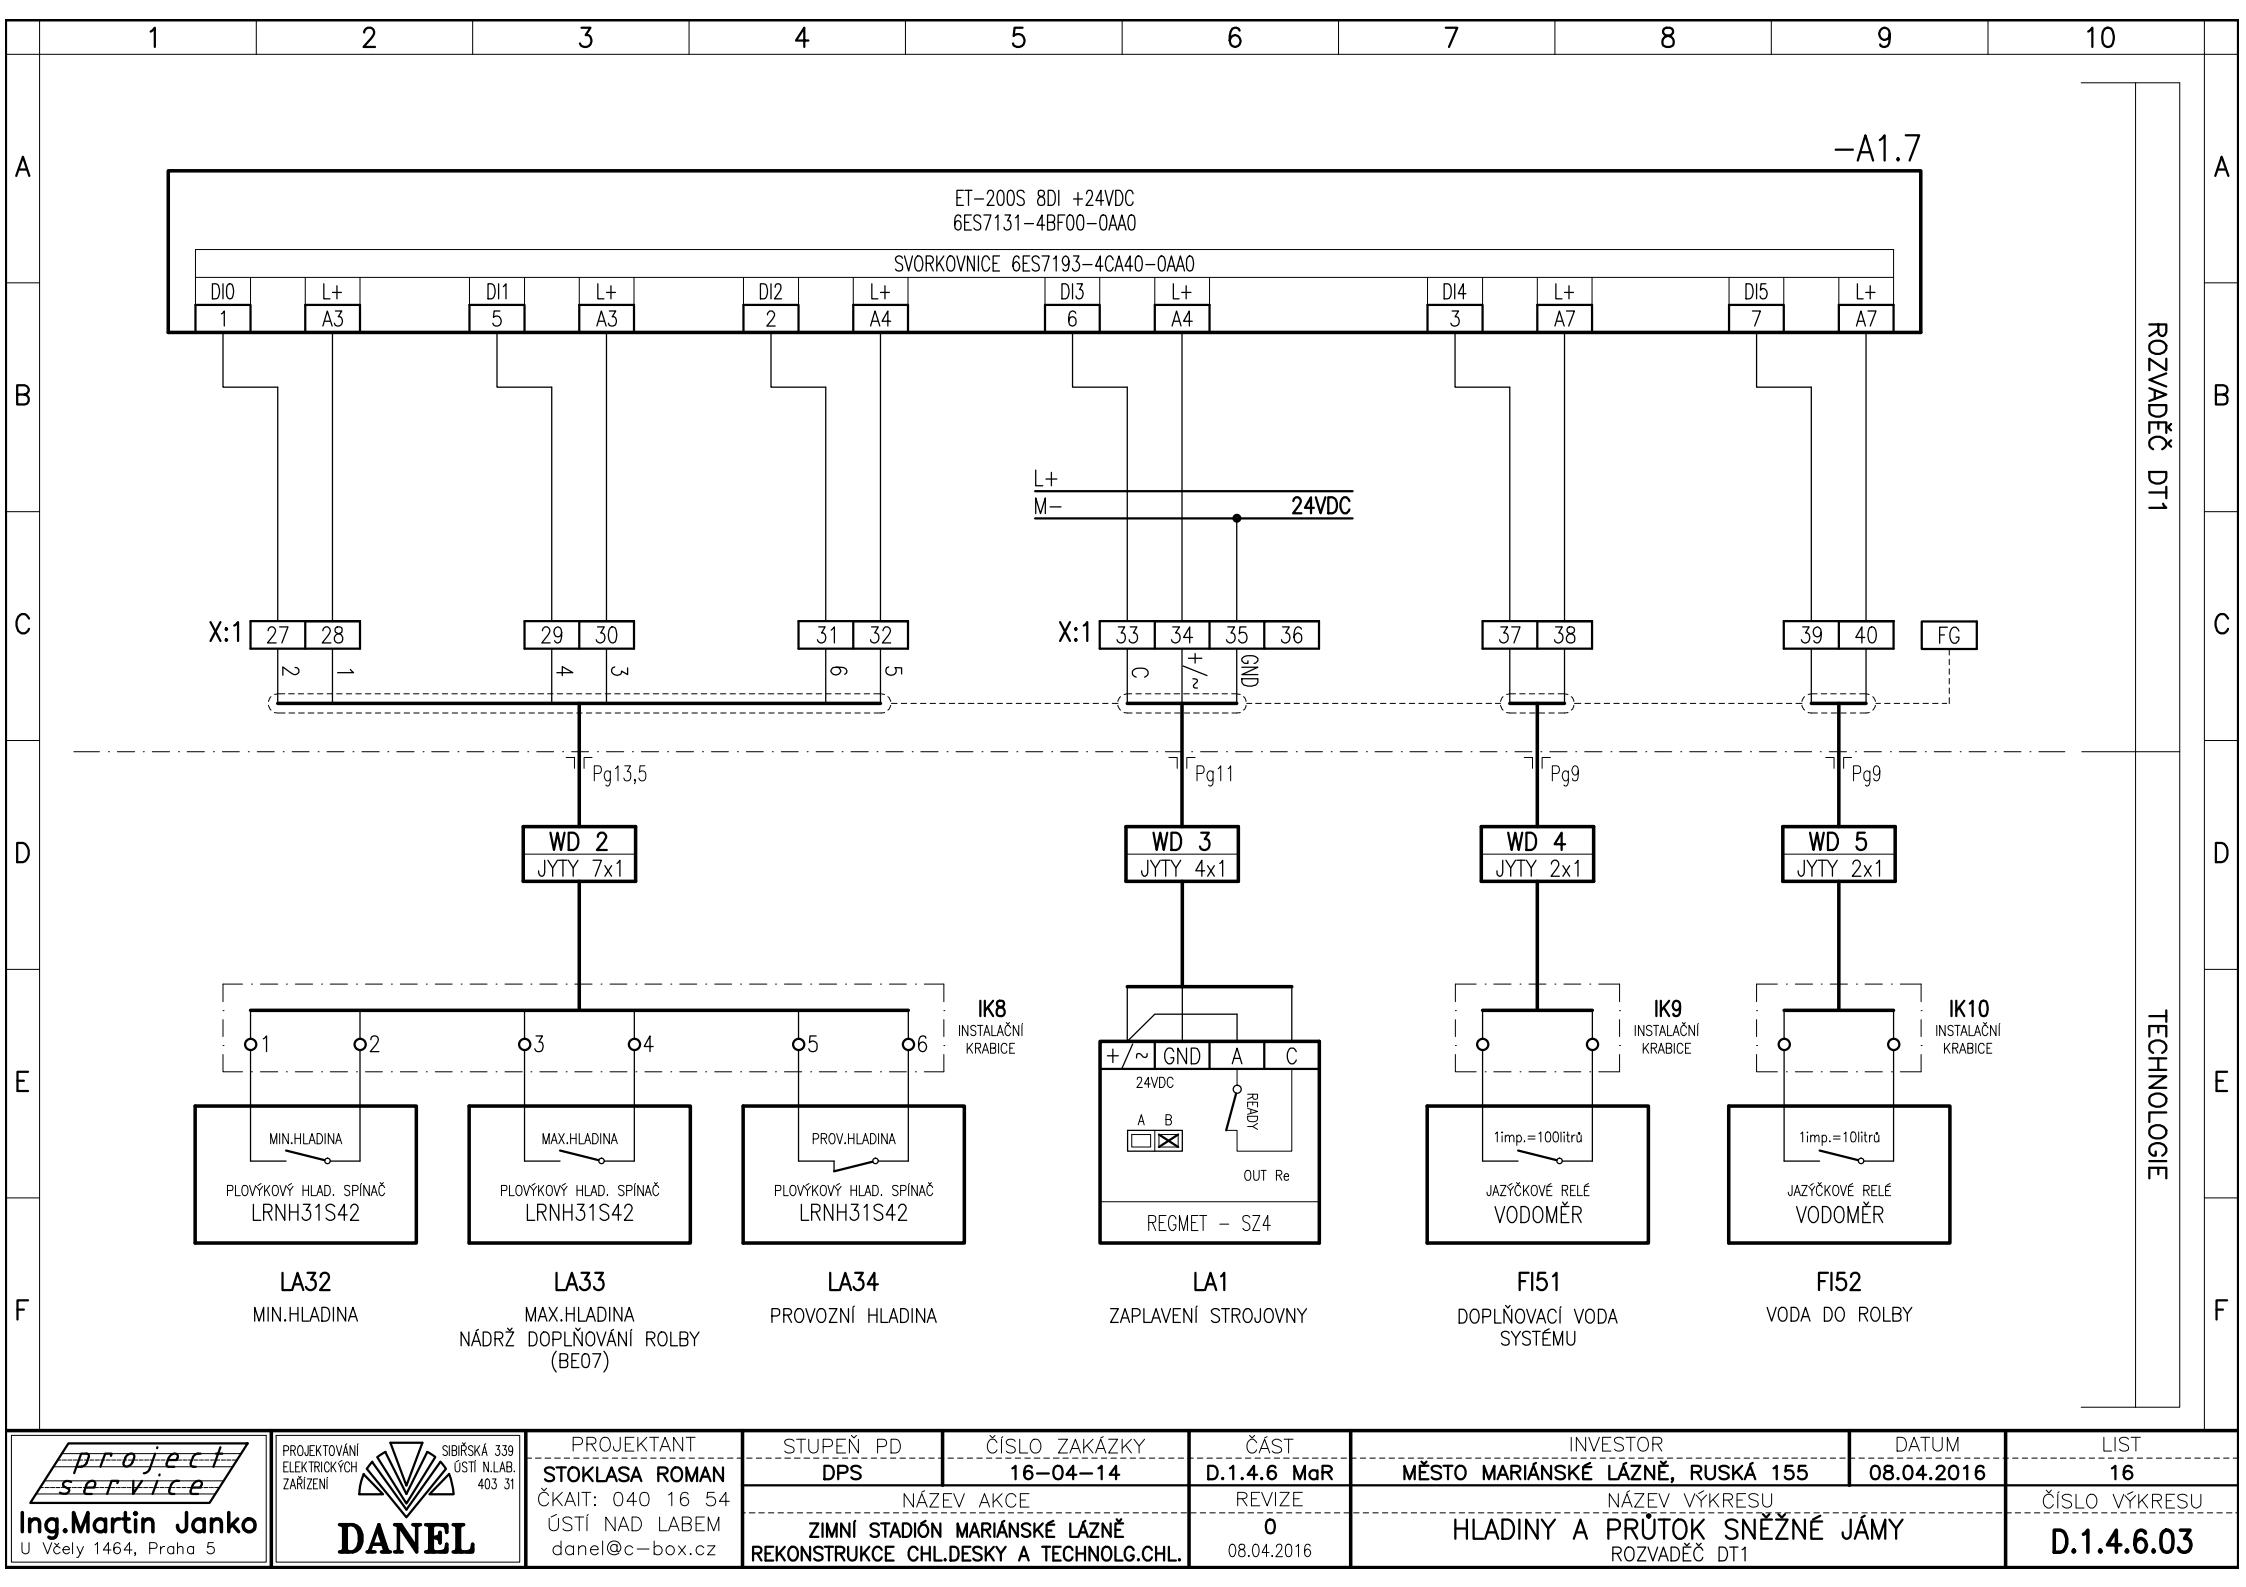 1 2 3 4 5 6 7 8 9 10
A A
B B
C C
D D
E E
F F
-A1.7
ET-200S 8DI +24VDC
6ES7131-4BF00-0AA0
SVORKOVNICE 6ES7193-4CA40-0AA0
DI0 L+ DI1 L+ DI2 L+ DI3 L+ DI4 L+ DI5 L+
1 A3 5 A3 2 A4 6 A4 3 A7 7 A7
ROZVADĚČ DT1
L+
M- 24VDC
X:1 27 28 29 30 31 32 X:1 33 34 35 36 37 38 39 40 FG
2 1 4 3 6 5 C +/~ GND
Pg13,5 Pg11 Pg9 Pg9
WD 2 WD 3 WD 4 WD 5
JYTY 7x1 JYTY 4x1 JYTY 2x1 JYTY 2x1
IK8
INSTALAČNÍ
KRABICE
IK9
INSTALAČNÍ
KRABICE
IK10
INSTALAČNÍ
KRABICE
1 2 3 4 5 6
+/~ GND A C
24VDC
READY
A B
OUT Re
REGMET - SZ4
TECHNOLOGIE
MIN.HLADINA
PLOVÝKOVÝ HLAD. SPÍNAČ
LRNH31S42
MAX.HLADINA
PLOVÝKOVÝ HLAD. SPÍNAČ
LRNH31S42
PROV.HLADINA
PLOVÝKOVÝ HLAD. SPÍNAČ
LRNH31S42
1imp.=100litrů
JAZÝČKOVÉ RELÉ
VODOMĚR
1imp.=10litrů
JAZÝČKOVÉ RELÉ
VODOMĚR
LA32
MIN.HLADINA
LA33
MAX.HLADINA
NÁDRŽ DOPLŇOVÁNÍ ROLBY
(BE07)
LA34
PROVOZNÍ HLADINA
LA1
ZAPLAVENÍ STROJOVNY
FI51
DOPLŇOVACÍ VODA
SYSTÉMU
FI52
VODA DO ROLBY
project
service
Ing.Martin Janko
U Včely 1464, Praha 5
PROJEKTOVÁNÍ
ELEKTRICKÝCH
ZAŘÍZENÍ
SIBIŘSKÁ 339
ÚSTÍ N.LAB.
403 31
DANEL
PROJEKTANT
STOKLASA ROMAN
ČKAIT: 040 16 54
ÚSTÍ NAD LABEM
danel@c-box.cz
STUPEŇ PD
DPS
ČÍSLO ZAKÁZKY
16-04-14
ČÁST
D.1.4.6 MaR
NÁZEV AKCE
ZIMNÍ STADIÓN MARIÁNSKÉ LÁZNĚ
REKONSTRUKCE CHL.DESKY A TECHNOLG.CHL.
REVIZE
0
08.04.2016
INVESTOR
MĚSTO MARIÁNSKÉ LÁZNĚ, RUSKÁ 155
DATUM
08.04.2016
LIST
16
NÁZEV VÝKRESU
HLADINY A PRŮTOK SNĚŽNÉ JÁMY
ROZVADĚČ DT1
ČÍSLO VÝKRESU
D.1.4.6.03